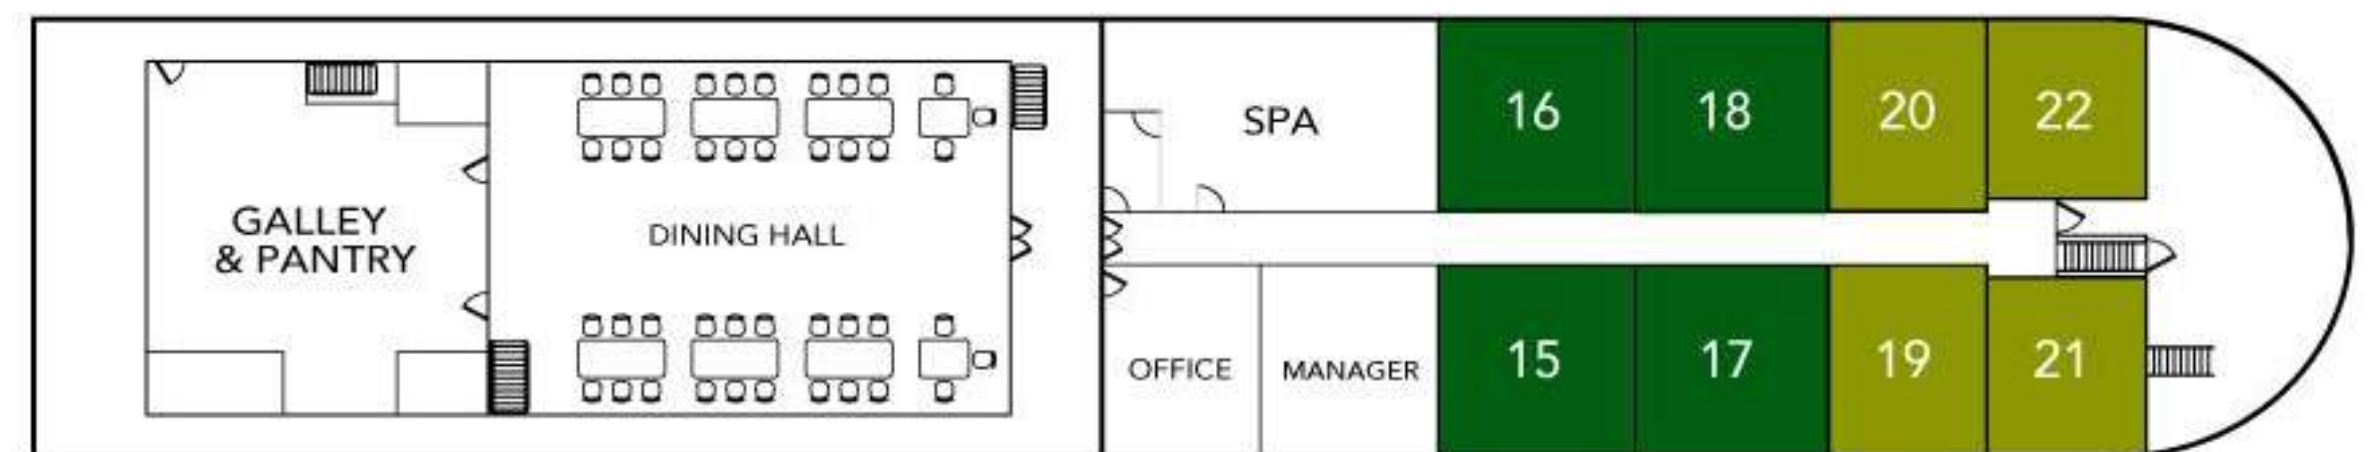 SPA
16
18
20
22
GALLEY
& PANTRY
DINING HALL
OFFICE
MANAGER
15
17
19
21